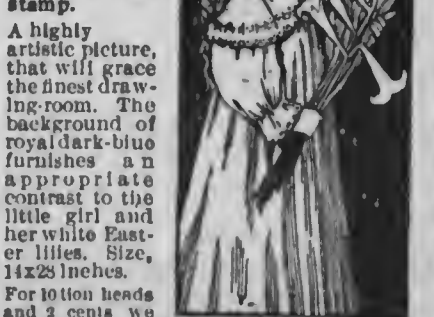 stamp.
A highly
artistic picture,
that will grace
the finest draw-
ing-room. The
background of
royal dark-blue
furnishes an
appropriate
contrast to the
little girl and
her white East-
er lilies. Size,
14x28 Inches.
For 10 lion heads
and 2 cents we